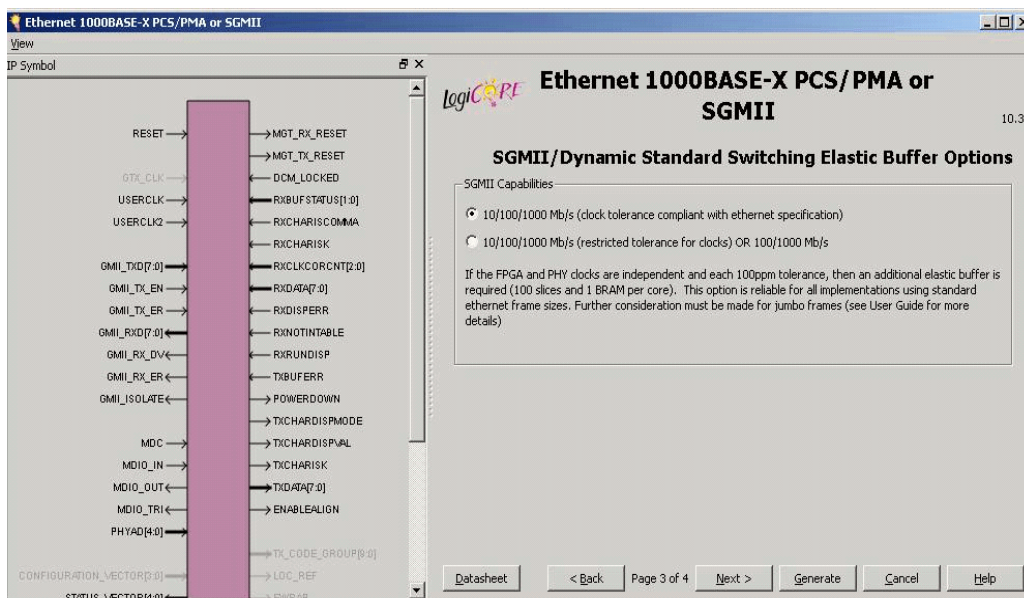 Ethernet 1000BASE-X PCS/PMA or SGMII
View
IP Symbol
RESET
GTX_CLK
USERCLK
USERCLK2
GMII_TXD[7:0]
GMII_TX_EN
GMII_TX_ER
GMII_RXD[7:0]
GMII_RX_DV
GMII_RX_ER
GMII_ISOLATE
MDC
MDIO_IN
MDIO_OUT
MDIO_TRI
PHYAD[4:0]
CONFIGURATION_VECTOR[3:0]
STATUS_VECTOR[4:0]
MGT_RX_RESET
MGT_TX_RESET
DCM_LOCKED
RXBUFSTATUS[1:0]
RXCHARISCOMMA
RXCHARISK
RXCLKCORCNT[2:0]
RXDATA[7:0]
RXDISPERR
RXNOTINTABLE
RXRUNDISP
TXBUFERR
POWERDOWN
TXCHARDISPMODE
TXCHARDISPVAL
TXCHARISK
TXDATA[7:0]
ENABLEALIGN
TX_CODE_GROUP[9:0]
LOC_REF
logiCORE
Ethernet 1000BASE-X PCS/PMA or
SGMII
10.3
SGMII/Dynamic Standard Switching Elastic Buffer Options
SGMII Capabilities
10/100/1000 Mb/s (clock tolerance compliant with ethernet specification)
10/100/1000 Mb/s (restricted tolerance for clocks) OR 100/1000 Mb/s
If the FPGA and PHY clocks are independent and each 100ppm tolerance, then an additional elastic buffer is
required (100 slices and 1 BRAM per core). This option is reliable for all implementations using standard
ethernet frame sizes. Further consideration must be made for jumbo frames (see User Guide for more
details)
Datasheet
< Back
Page 3 of 4
Next >
Generate
Cancel
Help